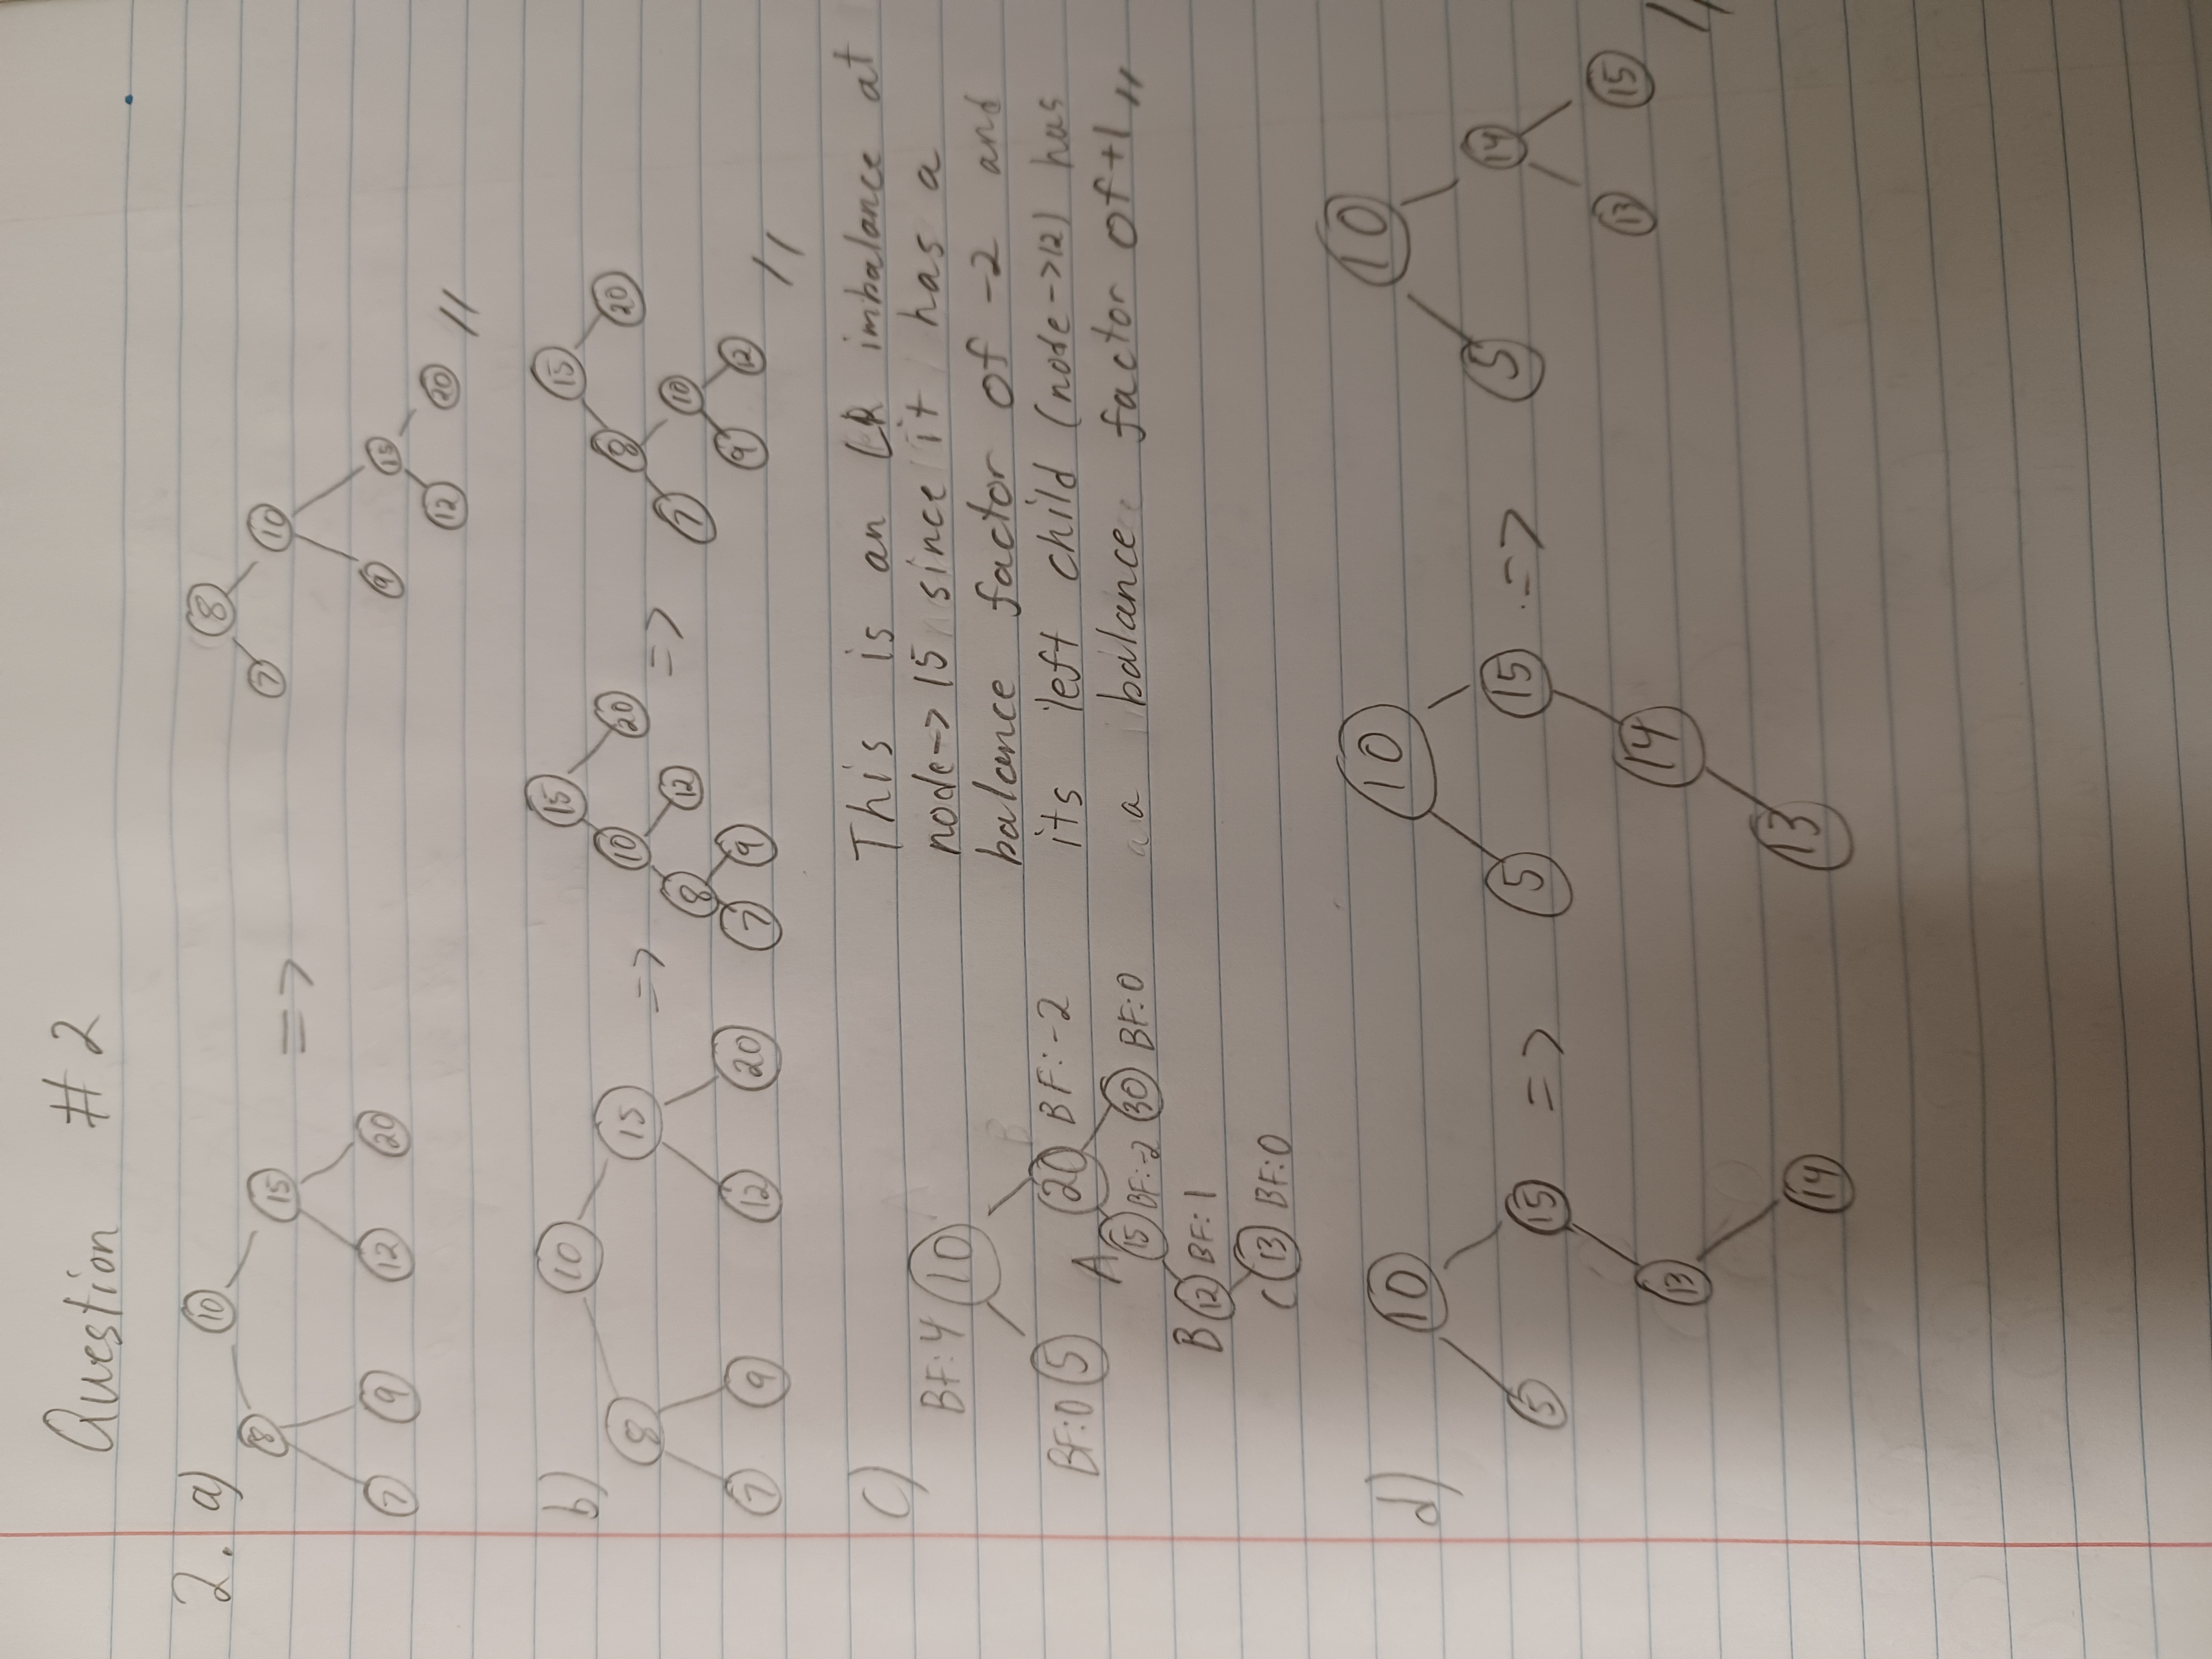 Question #2
2. a) 10 8
8 15 => 7 10
7 9 12 20 9 15
12 20 //
b) 10 15 15
8 15 => 10 20 => 8 20
7 9 12 20 8 12 7 10
7 9 9 12 //
c) This is an LR imbalance at
BF:4 10 node->15 since it has a
balance factor of -2 and
BF:0 5 20 BF:-2 its left child (node->12) has
A 15 BF:-2 30 BF:0 a balance factor of +1 //
B 12 BF:1
C 13 BF:0
d) 10 10 10
5 15 => 5 15 => 5 14
13 14 13 15 //
14 13